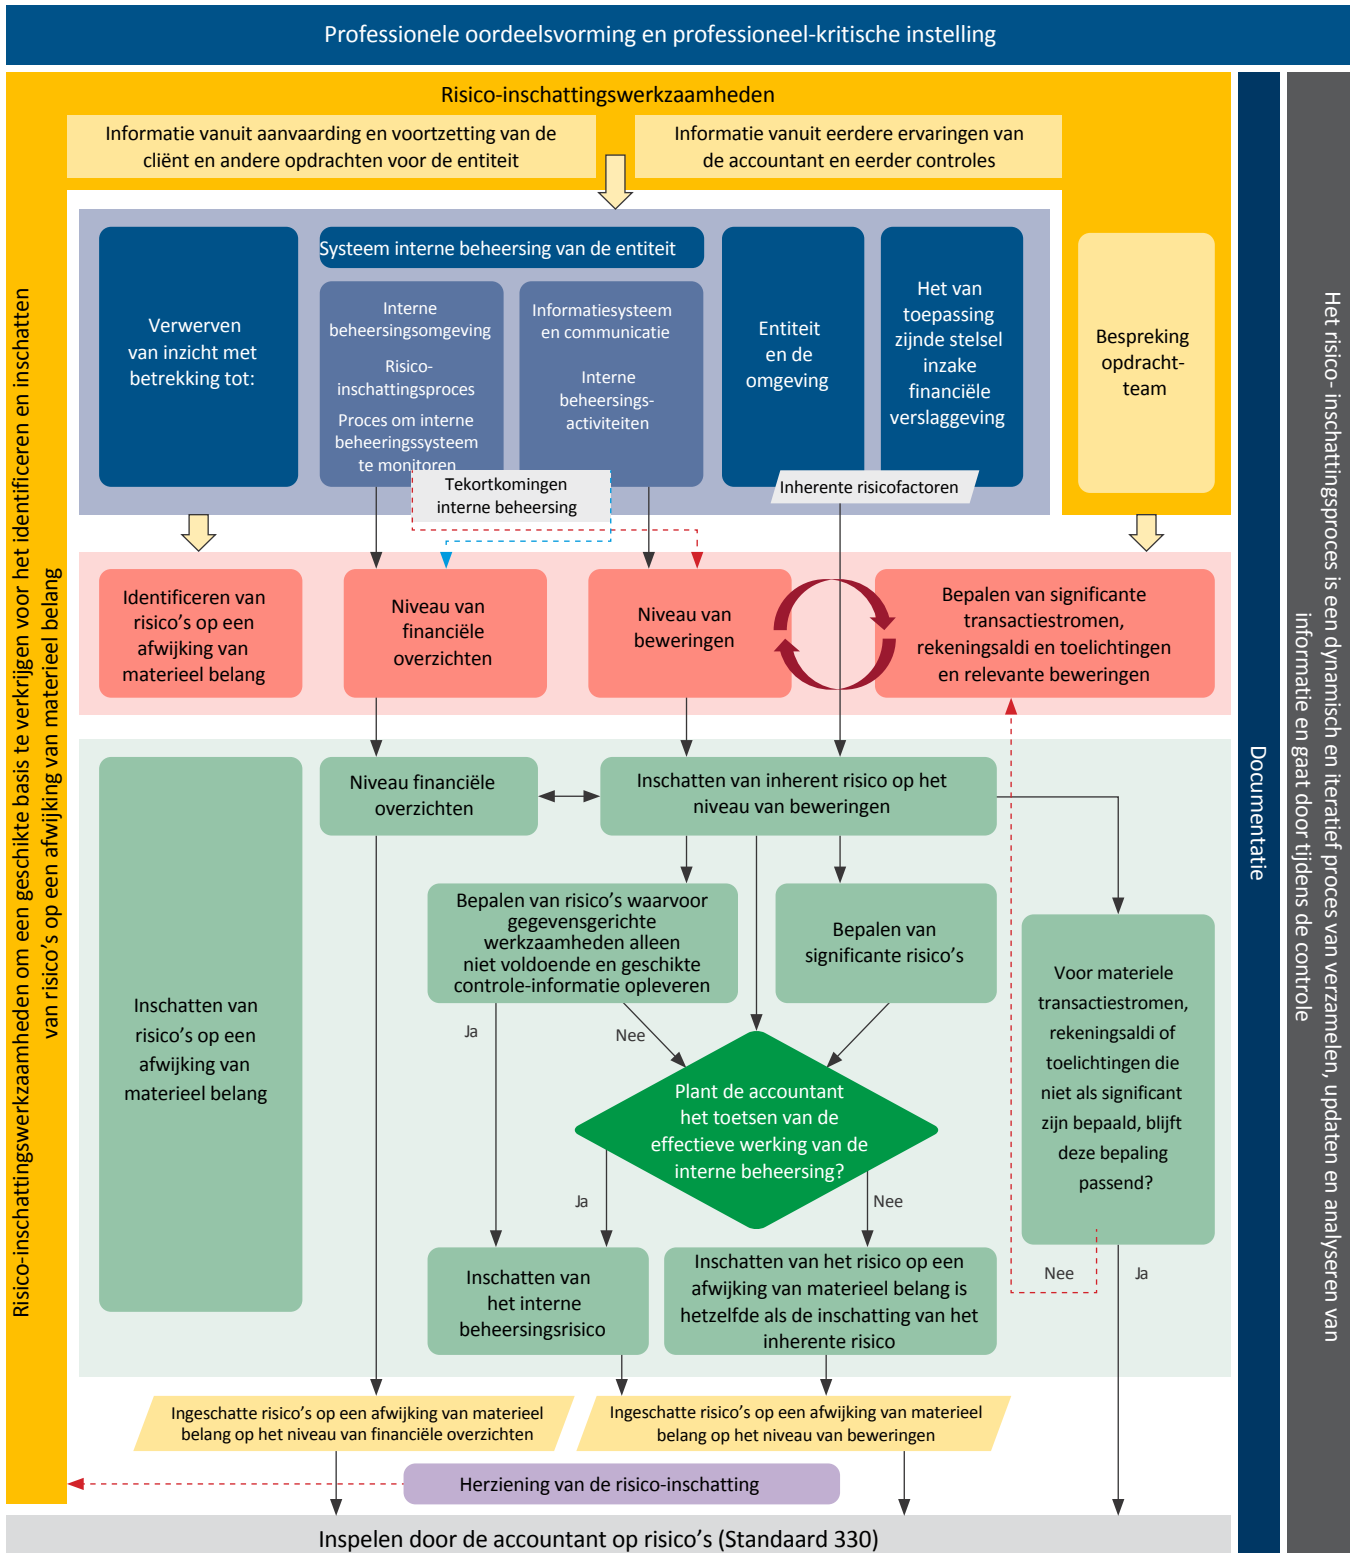 Professionele oordeelsvorming en professioneel-kritische instelling
Risico-inschattingswerkzaamheden
Informatie vanuit aanvaarding en voortzetting van de
cliënt en andere opdrachten voor de entiteit
Informatie vanuit eerdere ervaringen van
de accountant en eerder controles
Verwerven
van inzicht met
betrekking tot:
Systeem interne beheersing van de entiteit
Interne
beheersingsomgeving
Risico-
inschattingsproces
Proces om interne
beheeringssysteem
te monitoren
Informatiesysteem
en communicatie
Interne
beheersings-
activiteiten
Entiteit
en de
omgeving
Het van
toepassing
zijnde stelsel
inzake
financiële
verslaggeving
Bespreking
opdracht-
team
Tekortkomingen
interne beheersing
Inherente risicofactoren
Identificeren van
risico's op een
afwijking van
materieel belang
Niveau van
financiële
overzichten
Niveau van
beweringen
Bepalen van significante
transactiestromen,
rekeningsaldi en toelichtingen
en relevante beweringen
Inschatten van
risico's op een
afwijking van
materieel belang
Niveau financiële
overzichten
Inschatten van inherent risico op het
niveau van beweringen
Bepalen van risico's waarvoor
gegevensgerichte
werkzaamheden alleen
niet voldoende en geschikte
controle-informatie opleveren
Bepalen van
significante risico's
Voor materiele
transactiestromen,
rekeningsaldi of
toelichtingen die
niet als significant
zijn bepaald, blijft
deze bepaling
passend?
Ja
Nee
Plant de accountant
het toetsen van de
effectieve werking van de
interne beheersing?
Ja
Nee
Inschatten van
het interne
beheersingsrisico
Inschatten van het risico op een
afwijking van materieel belang is
hetzelfde als de inschatting van het
inherente risico
Nee
Ja
Ingeschatte risico's op een afwijking van materieel
belang op het niveau van financiële overzichten
Ingeschatte risico's op een afwijking van materieel
belang op het niveau van beweringen
Herziening van de risico-inschatting
Inspelen door de accountant op risico's (Standaard 330)
Risico-inschattingswerkzaamheden om een geschikte basis te verkrijgen voor het identificeren en inschatten
van risico's op een afwijking van materieel belang
Documentatie
Het risico- inschattingsproces is een dynamisch en iteratief proces van verzamelen, updaten en analyseren van
informatie en gaat door tijdens de controle